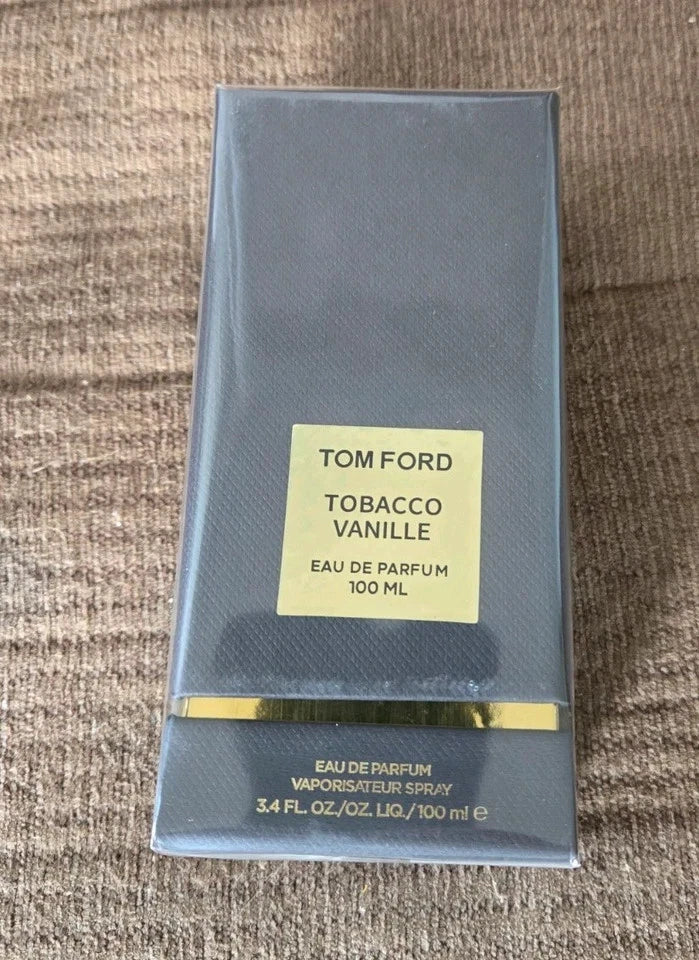 TOM FORD
TOBACCO
VANILLE
EAU DE PARFUM
100 ML
EAU DE PARFUM
VAPORISATEUR SPRAY
3.4 FL. OZ./OZ. LIQ./100 ml ℮